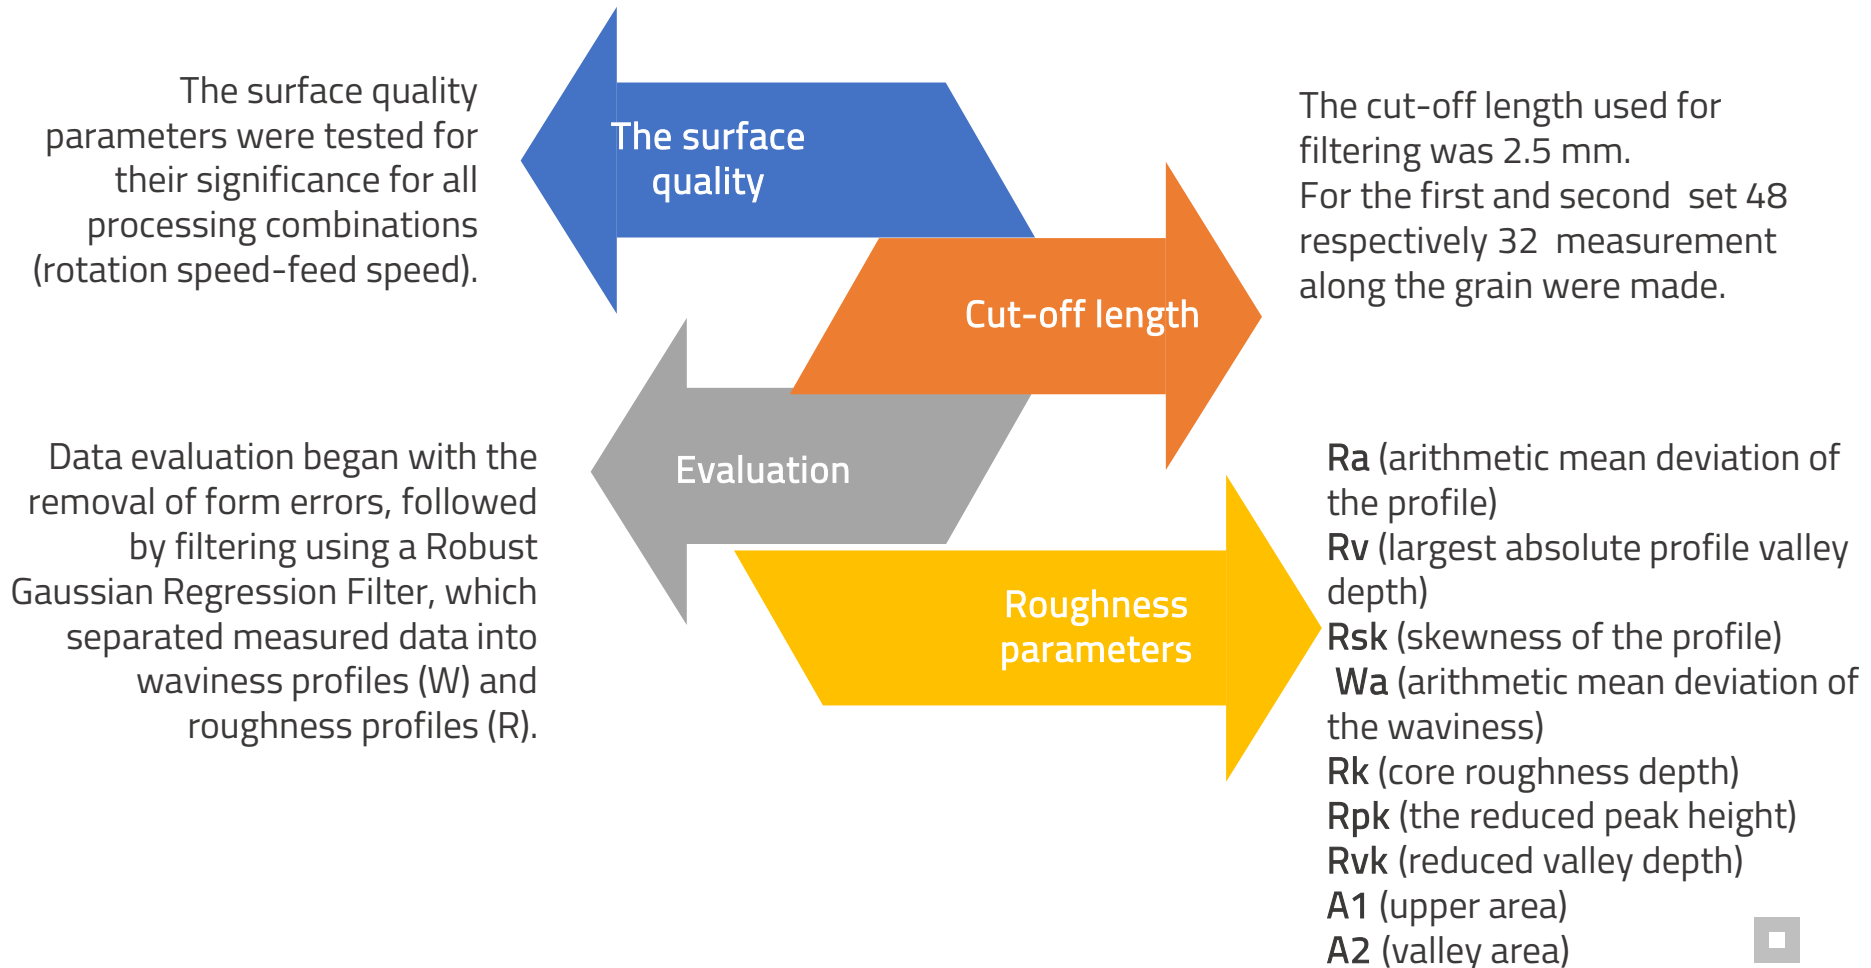 The surface quality
parameters were tested for
their significance for all
processing combinations
(rotation speed-feed speed).
The surface
quality
The cut-off length used for
filtering was 2.5 mm.
For the first and second  set 48
respectively 32  measurement
along the grain were made.
Cut-off length
Data evaluation began with the
removal of form errors, followed
by filtering using a Robust
Gaussian Regression Filter, which
separated measured data into
waviness profiles (W) and
roughness profiles (R).
Evaluation
Roughness
parameters
Ra (arithmetic mean deviation of
the profile)
Rv (largest absolute profile valley
depth)
Rsk (skewness of the profile)
Wa (arithmetic mean deviation of
the waviness)
Rk (core roughness depth)
Rpk (the reduced peak height)
Rvk (reduced valley depth)
A1 (upper area)
A2 (valley area)